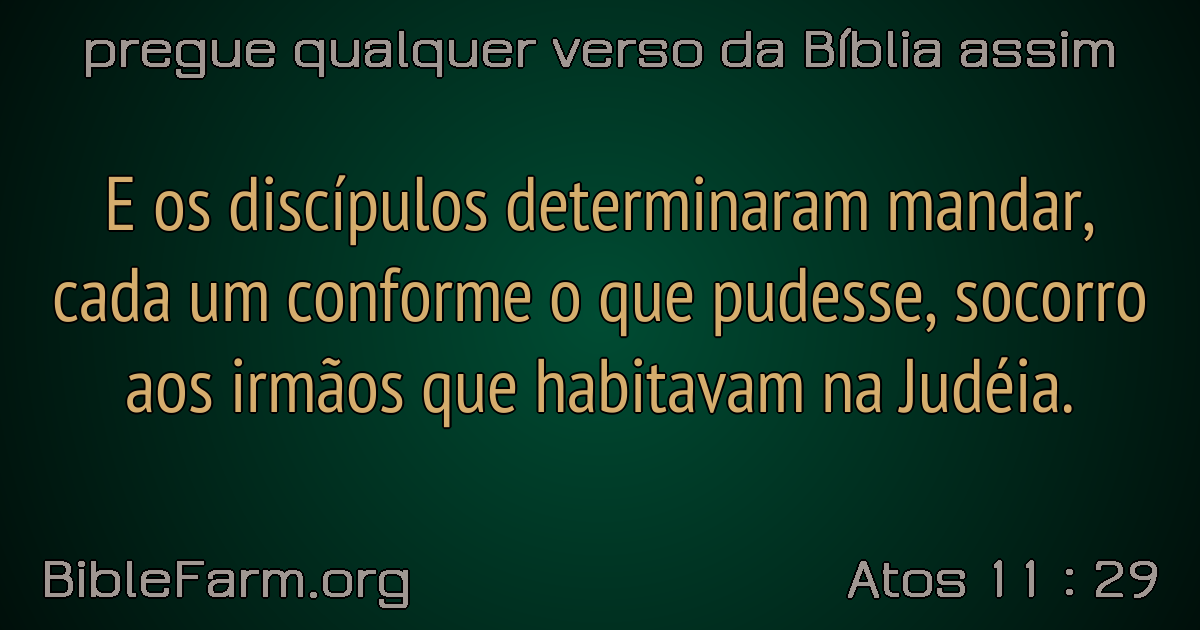 pregue qualquer verso da Bíblia assim
E os discípulos determinaram mandar,
cada um conforme o que pudesse, socorro
aos irmãos que habitavam na Judéia.
BibleFarm.org
Atos 11 : 29